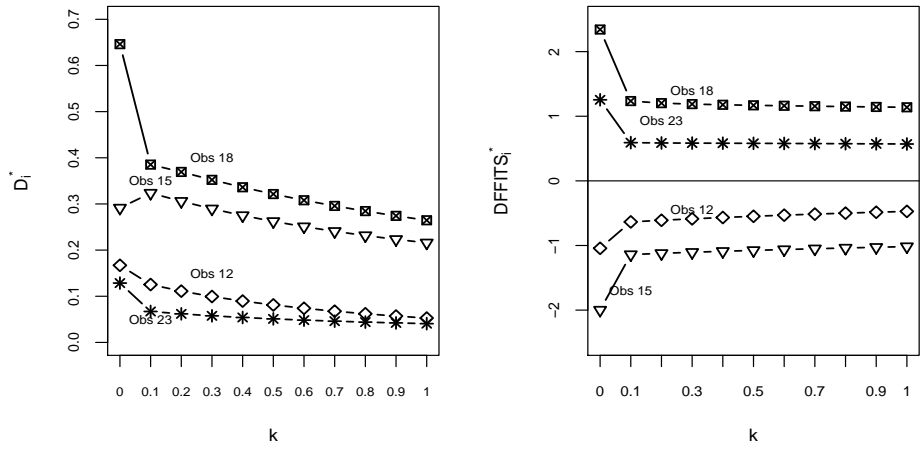 D*i
0.0 0.1 0.2 0.3 0.4 0.5 0.6 0.7
Obs 18
Obs 15
Obs 12
Obs 23
0 0.1 0.2 0.3 0.4 0.5 0.6 0.7 0.8 0.9 1
k
DFFITS*i
−2 −1 0 1 2
Obs 18
Obs 23
Obs 12
Obs 15
0 0.1 0.3 0.5 0.7 0.9 1
k